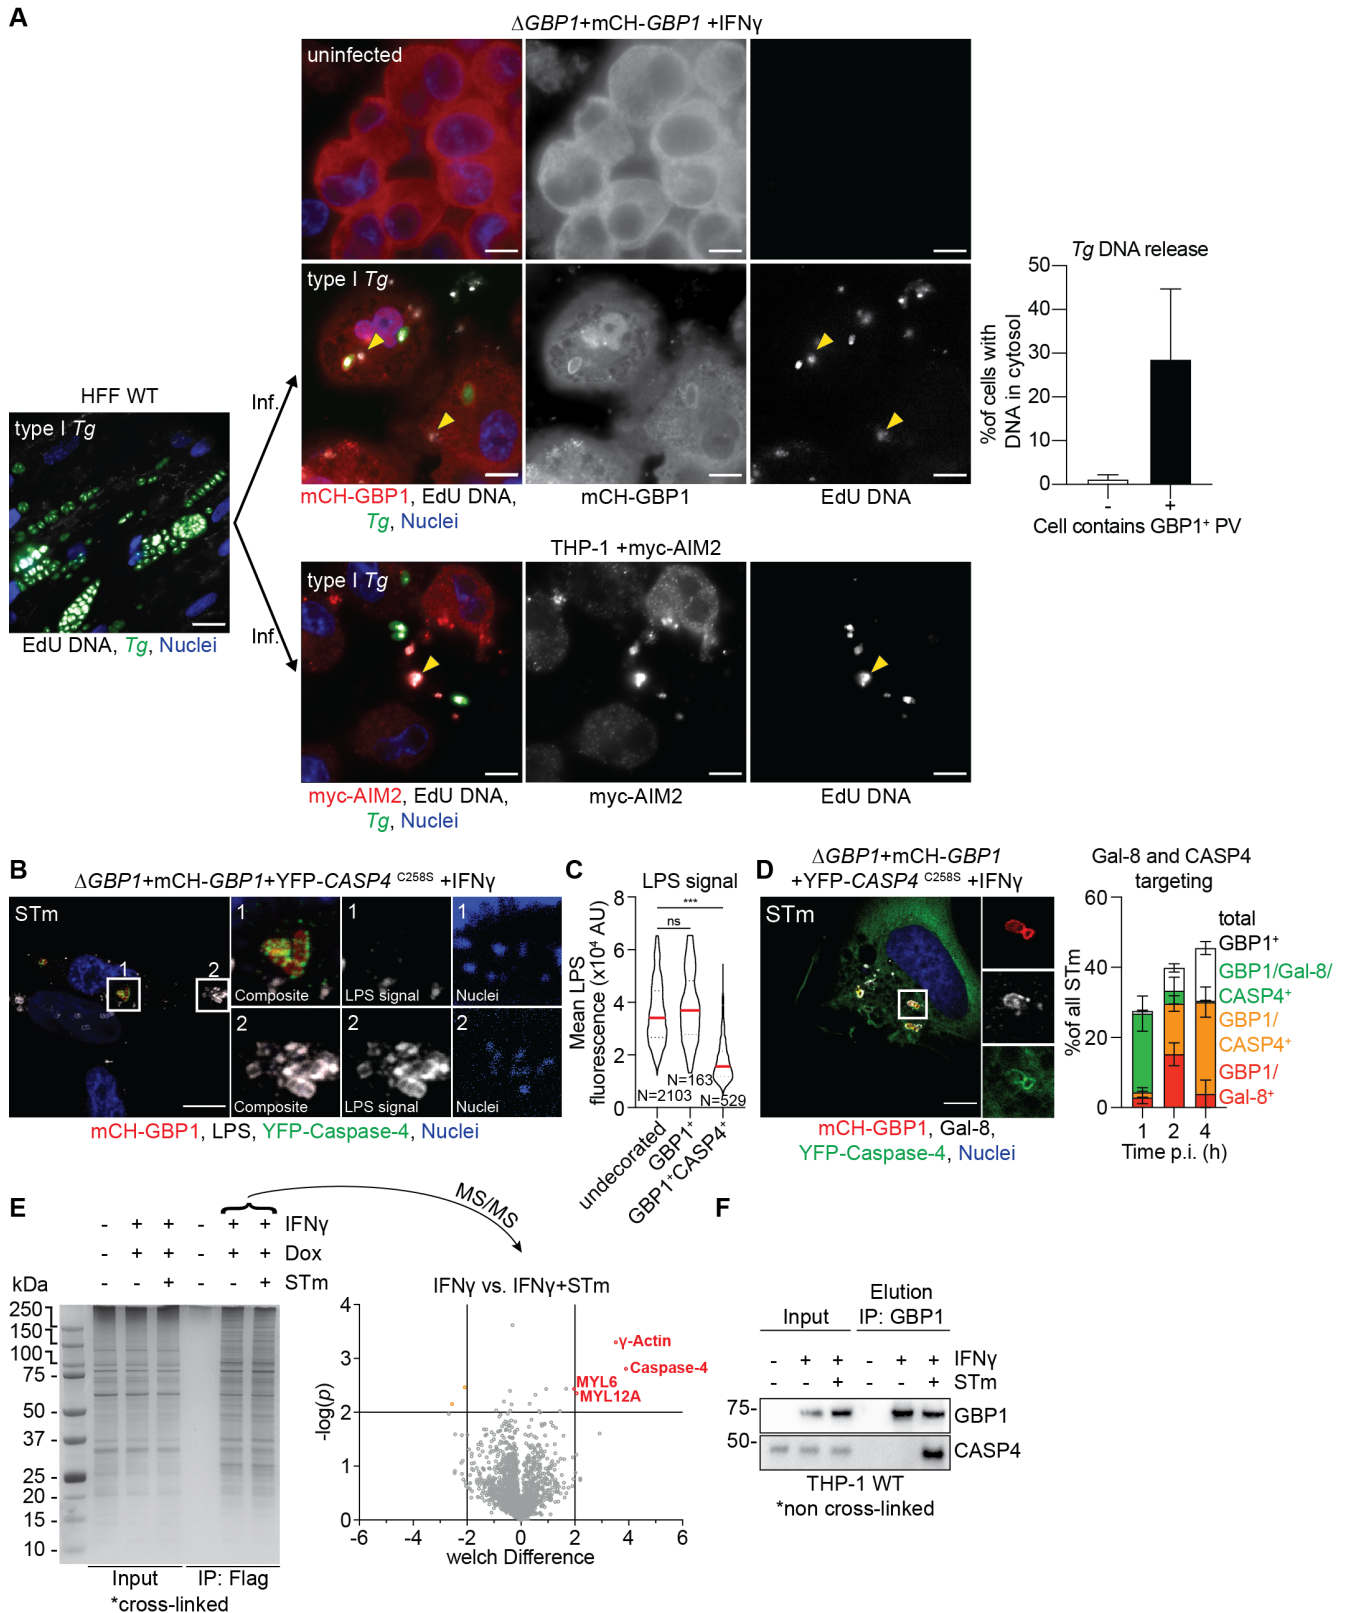 A
ΔGBP1+mCH-GBP1 +IFNγ
uninfected
type I Tg
HFF WT
type I Tg
EdU DNA, Tg, Nuclei
Inf.
Inf.
mCH-GBP1, EdU DNA,
Tg, Nuclei
mCH-GBP1
EdU DNA
Tg DNA release
%of cells with
DNA in cytosol
50
40
30
20
10
0
- +
Cell contains GBP1+ PV
THP-1 +myc-AIM2
type I Tg
myc-AIM2, EdU DNA,
Tg, Nuclei
myc-AIM2
EdU DNA
B
ΔGBP1+mCH-GBP1+YFP-CASP4 C258S +IFNγ
STm
1
2
1
Composite
1
LPS signal
1
Nuclei
2
Composite
2
LPS signal
2
Nuclei
mCH-GBP1, LPS, YFP-Caspase-4, Nuclei
C
LPS signal
Mean LPS
fluorescence (x10⁴ AU)
8
6
4
2
0
***
ns
N=2103
N=163
N=529
undecorated
GBP1+
GBP1+CASP4+
D
ΔGBP1+mCH-GBP1
+YFP-CASP4 C258S +IFNγ
STm
mCH-GBP1, Gal-8,
YFP-Caspase-4, Nuclei
Gal-8 and CASP4
targeting
%of all STm
60
40
20
0
1 2 4
Time p.i. (h)
total
GBP1+
GBP1/Gal-8/
CASP4+
GBP1/
CASP4+
GBP1/
Gal-8+
E
- + + - + + IFNγ
- + + - + + Dox
- - + - - + STm
kDa
250
150
100
75
50
37
25
20
15
10
Input
IP: Flag
*cross-linked
MS/MS
IFNγ vs. IFNγ+STm
-log(p)
4
3
2
1
0
-6 -4 -2 0 2 4 6
welch Difference
γ-Actin
Caspase-4
MYL6
MYL12A
F
Elution
Input IP: GBP1
- + + - + + IFNγ
+ + STm
75- GBP1
50- CASP4
THP-1 WT
*non cross-linked